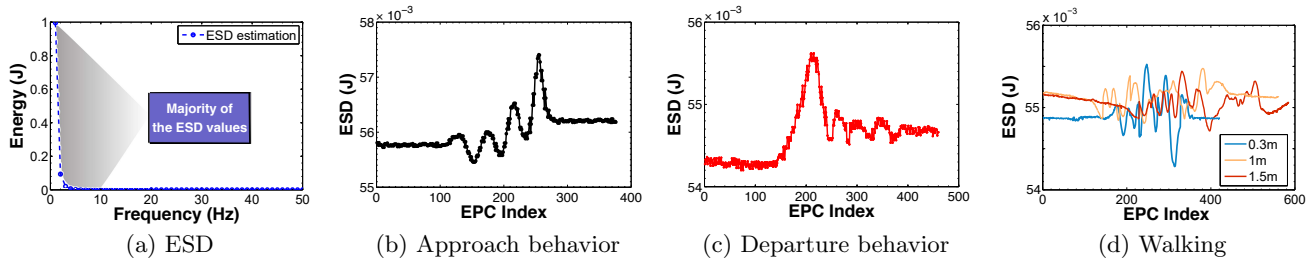 1
0.8
0.6
0.4
0.2
0
Energy (J)
0 10 20 30 40 50
Frequency (Hz)
ESD estimation
Majority of
the ESD values
(a) ESD
× 10⁻³
58
57
56
55
ESD (J)
0 100 200 300 400
EPC Index
(b) Approach behavior
× 10⁻³
56
55
54
ESD (J)
0 100 200 300 400 500
EPC Index
(c) Departure behavior
× 10⁻³
56
55
54
ESD (J)
0 200 400 600
EPC Index
0.3m
1m
1.5m
(d) Walking